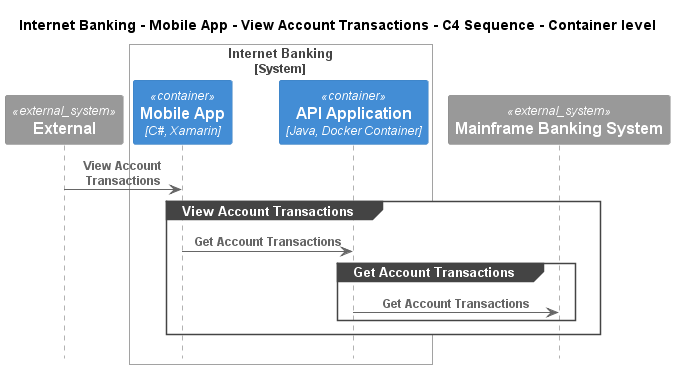 Internet Banking - Mobile App - View Account Transactions - C4 Sequence - Container level
Internet Banking
[System]
«external_system»
External
«container»
Mobile App
[C#, Xamarin]
«container»
API Application
[Java, Docker Container]
«external_system»
Mainframe Banking System
View Account
Transactions
View Account Transactions
Get Account Transactions
Get Account Transactions
Get Account Transactions